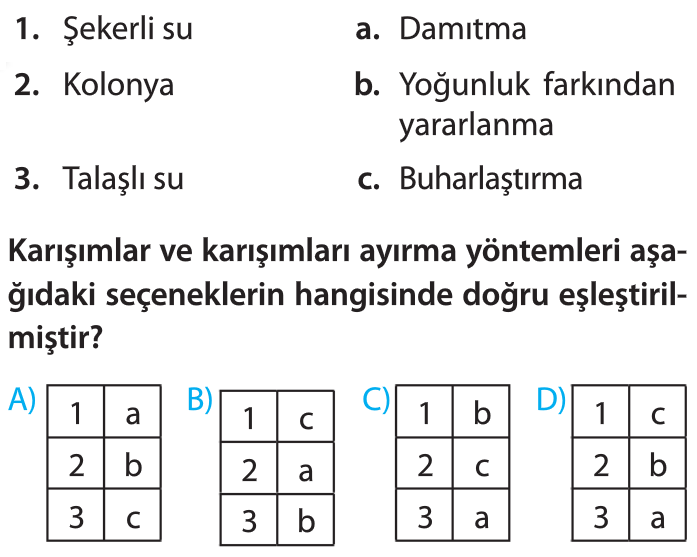 1. Şekerli su a. Damıtma
2. Kolonya b. Yoğunluk farkından
yararlanma
3. Talaşlı su c. Buharlaştırma
Karışımlar ve karışımları ayırma yöntemleri aşa-
ğıdaki seçeneklerin hangisinde doğru eşleştiril-
miştir?
A) B) C) D)
1 a 1 c 1 b 1 c
2 b 2 a 2 c 2 b
3 c 3 b 3 a 3 a